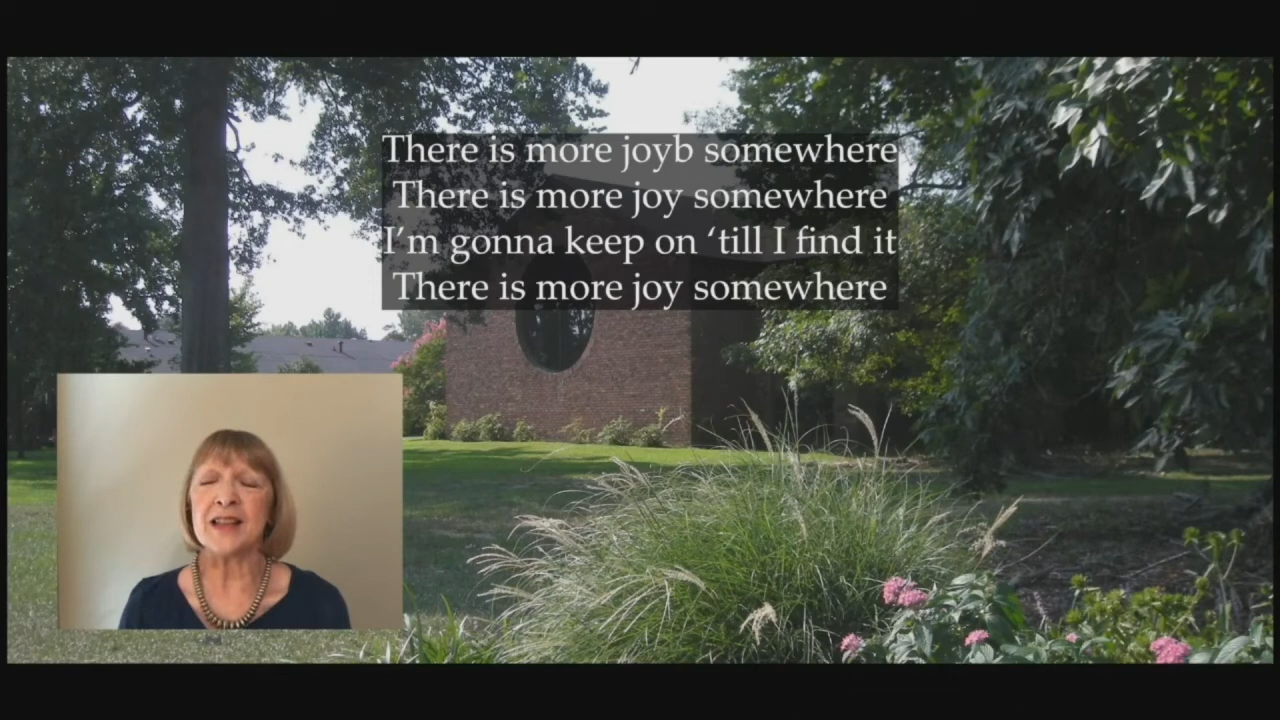 There is more joyb somewhere
There is more joy somewhere
I'm gonna keep on ‘till I find it
There is more joy somewhere